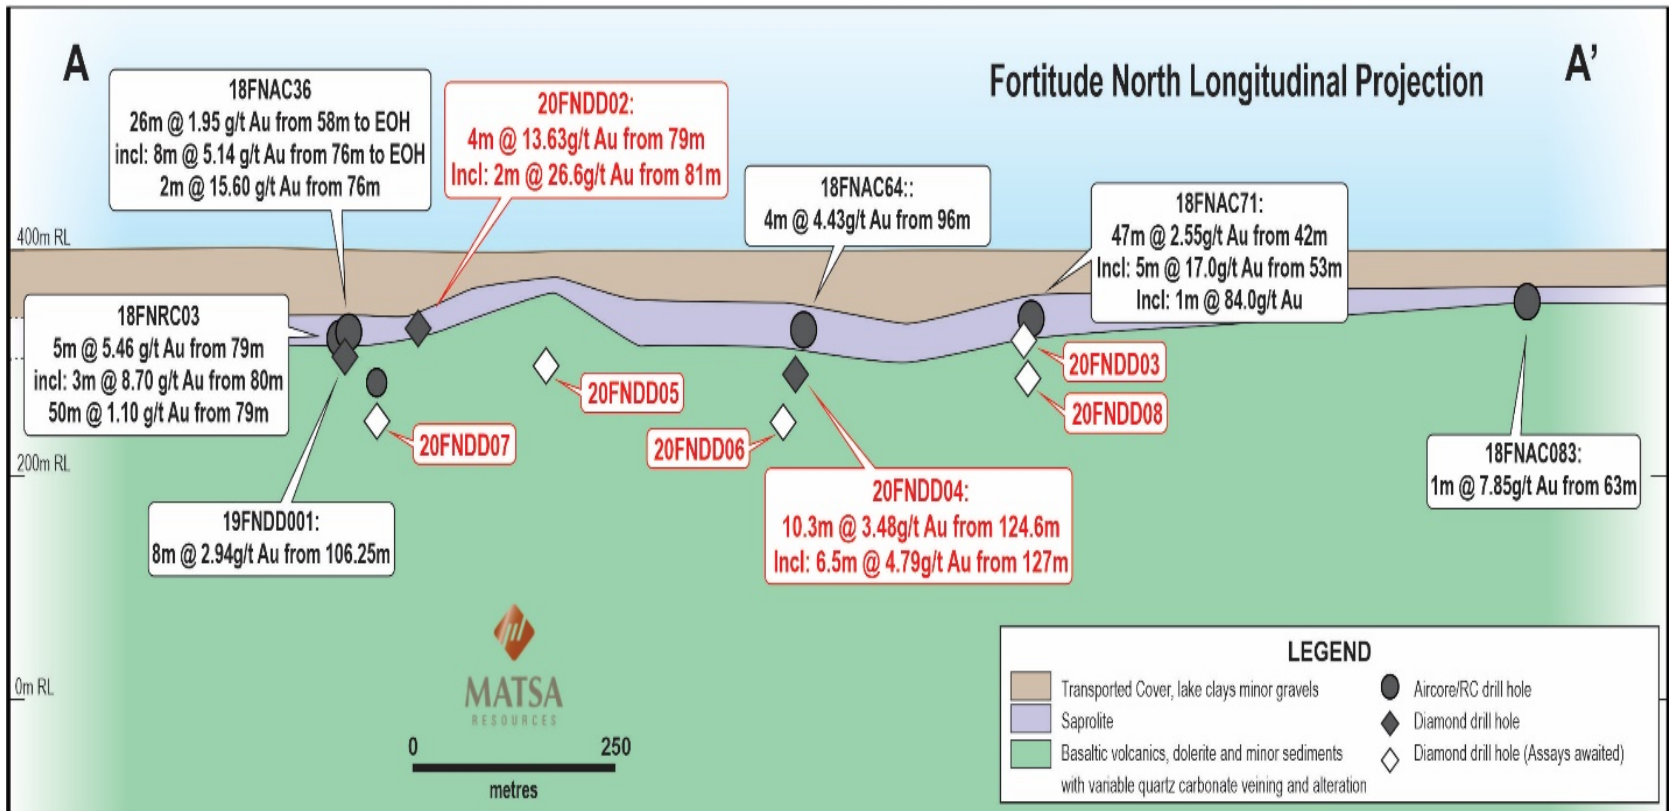 A
Fortitude North Longitudinal Projection
A'
18FNAC36
26m @ 1.95 g/t Au from 58m to EOH
incl: 8m @ 5.14 g/t Au from 76m to EOH
2m @ 15.60 g/t Au from 76m
20FNDD02:
4m @ 13.63g/t Au from 79m
Incl: 2m @ 26.6g/t Au from 81m
18FNAC64::
4m @ 4.43g/t Au from 96m
18FNAC71:
47m @ 2.55g/t Au from 42m
Incl: 5m @ 17.0g/t Au from 53m
Incl: 1m @ 84.0g/t Au
400m RL
18FNRC03
5m @ 5.46 g/t Au from 79m
incl: 3m @ 8.70 g/t Au from 80m
50m @ 1.10 g/t Au from 79m
20FNDD03
20FNDD05
20FNDD08
20FNDD07
20FNDD06
200m RL
18FNAC083:
1m @ 7.85g/t Au from 63m
20FNDD04:
10.3m @ 3.48g/t Au from 124.6m
Incl: 6.5m @ 4.79g/t Au from 127m
19FNDD001:
8m @ 2.94g/t Au from 106.25m
0m RL
MATSA
RESOURCES
0 250
metres
LEGEND
Transported Cover, lake clays minor gravels
Saprolite
Basaltic volcanics, dolerite and minor sediments
with variable quartz carbonate veining and alteration
Aircore/RC drill hole
Diamond drill hole
Diamond drill hole (Assays awaited)